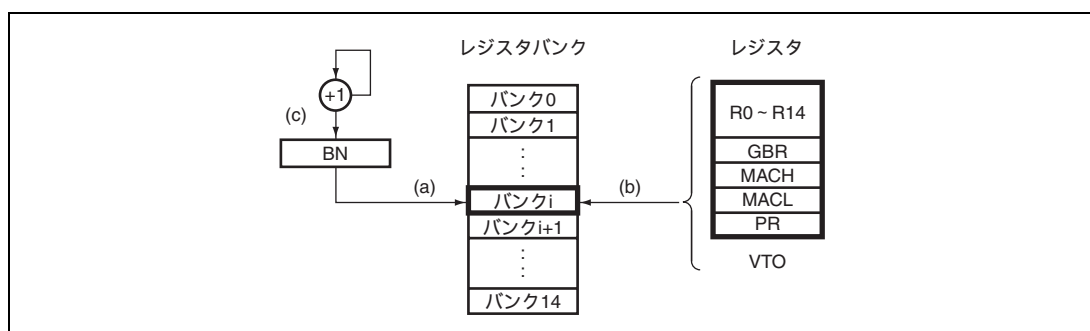 レジスタバンク
レジスタ
+1
(c)
BN
(a)
バンク0
バンク1
:
:
バンクi
バンクi+1
:
:
バンク14
(b)
R0 ~ R14
GBR
MACH
MACL
PR
VTO